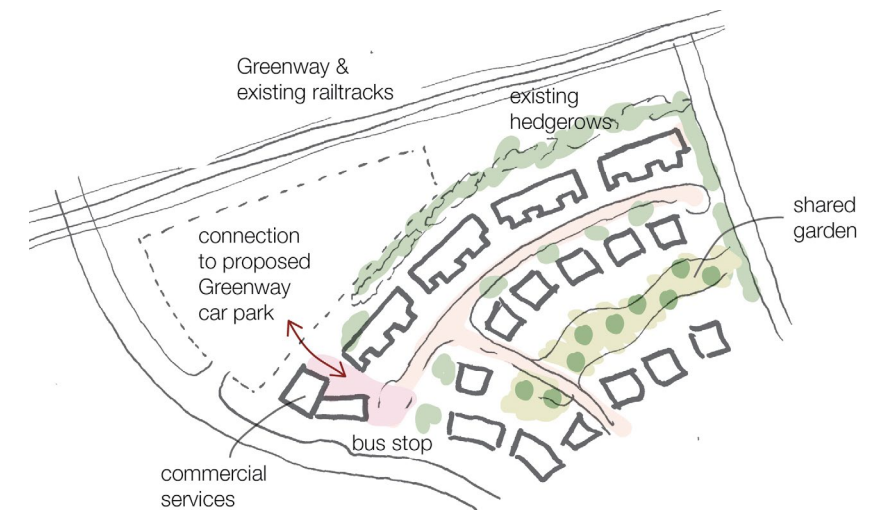 Greenway &
existing railtracks
existing
hedgerows
shared
garden
connection
to proposed
Greenway
car park
bus stop
commercial
services